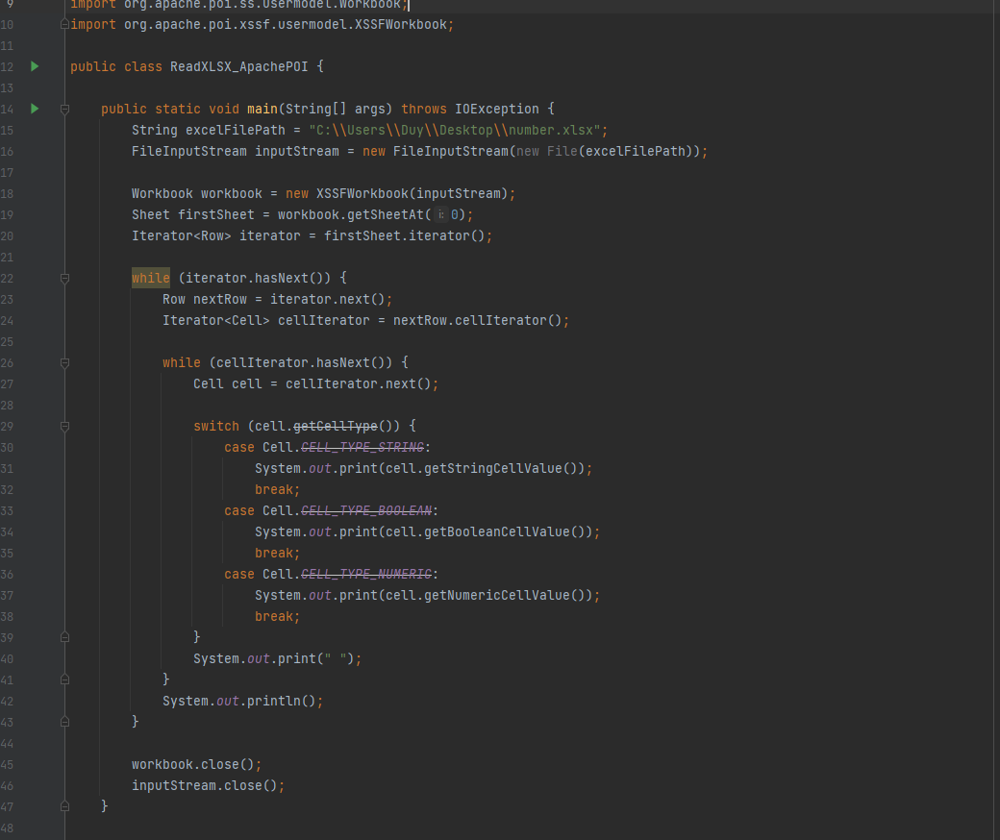 9 import org.apache.poi.ss.usermodel.Workbook;
10 import org.apache.poi.xssf.usermodel.XSSFWorkbook;
11
12 public class ReadXLSX_ApachePOI {
13
14 public static void main(String[] args) throws IOException {
15 String excelFilePath = "C:\\Users\\Duy\\Desktop\\number.xlsx";
16 FileInputStream inputStream = new FileInputStream(new File(excelFilePath));
17
18 Workbook workbook = new XSSFWorkbook(inputStream);
19 Sheet firstSheet = workbook.getSheetAt( i: 0);
20 Iterator<Row> iterator = firstSheet.iterator();
21
22 while (iterator.hasNext()) {
23 Row nextRow = iterator.next();
24 Iterator<Cell> cellIterator = nextRow.cellIterator();
25
26 while (cellIterator.hasNext()) {
27 Cell cell = cellIterator.next();
28
29 switch (cell.getCellType()) {
30 case Cell.CELL_TYPE_STRING:
31 System.out.print(cell.getStringCellValue());
32 break;
33 case Cell.CELL_TYPE_BOOLEAN:
34 System.out.print(cell.getBooleanCellValue());
35 break;
36 case Cell.CELL_TYPE_NUMERIC:
37 System.out.print(cell.getNumericCellValue());
38 break;
39 }
40 System.out.print(" ");
41 }
42 System.out.println();
43 }
44
45 workbook.close();
46 inputStream.close();
47 }
48